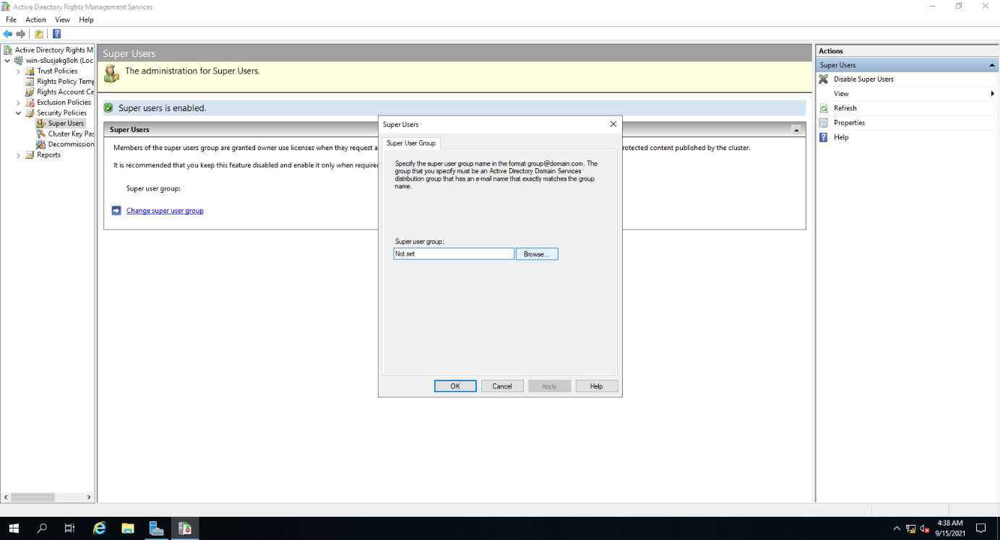 Active Directory Rights Management Services
File Action View Help
Active Directory Rights M
win-s8usjakg8oh (Loc
Trust Policies
Rights Policy Temp
Rights Account Ce
Exclusion Policies
Security Policies
Super Users
Cluster Key Pas
Decommission
Reports
Super Users
The administration for Super Users.
Super users is enabled.
Super Users
Members of the super users group are granted owner use licenses when they request a
rotected content published by the cluster.
It is recommended that you keep this feature disabled and enable it only when require
Super user group:
Change super user group
Super Users
Super User Group
Specify the super user group name in the format group@domain.com. The
group that you specify must be an Active Directory Domain Services
distribution group that has an e-mail name that exactly matches the group
name.
Super user group:
Not set
Browse...
OK Cancel Apply Help
Actions
Super Users
Disable Super Users
View
Refresh
Properties
Help
4:38 AM
9/15/2021